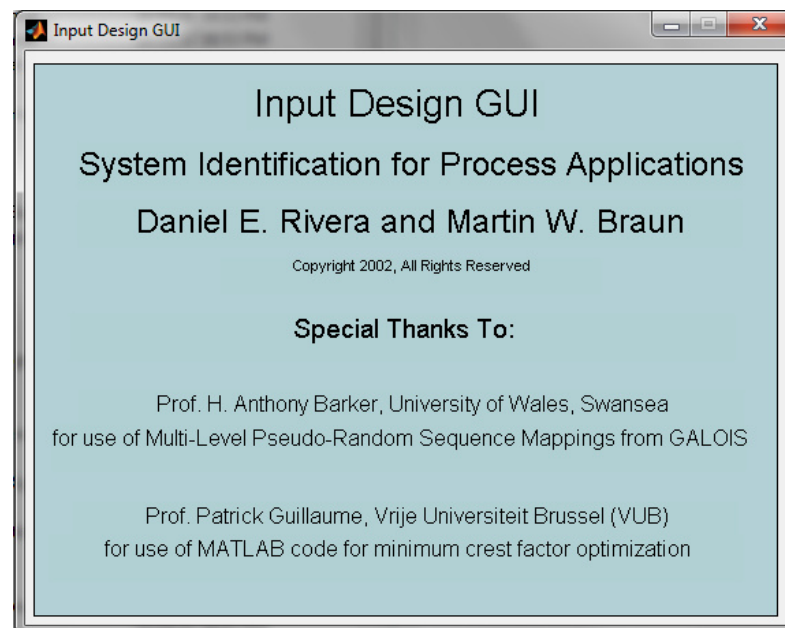 Input Design GUI
Input Design GUI
System Identification for Process Applications
Daniel E. Rivera and Martin W. Braun
Copyright 2002, All Rights Reserved
Special Thanks To:
Prof. H. Anthony Barker, University of Wales, Swansea
for use of Multi-Level Pseudo-Random Sequence Mappings from GALOIS
Prof. Patrick Guillaume, Vrije Universiteit Brussel (VUB)
for use of MATLAB code for minimum crest factor optimization